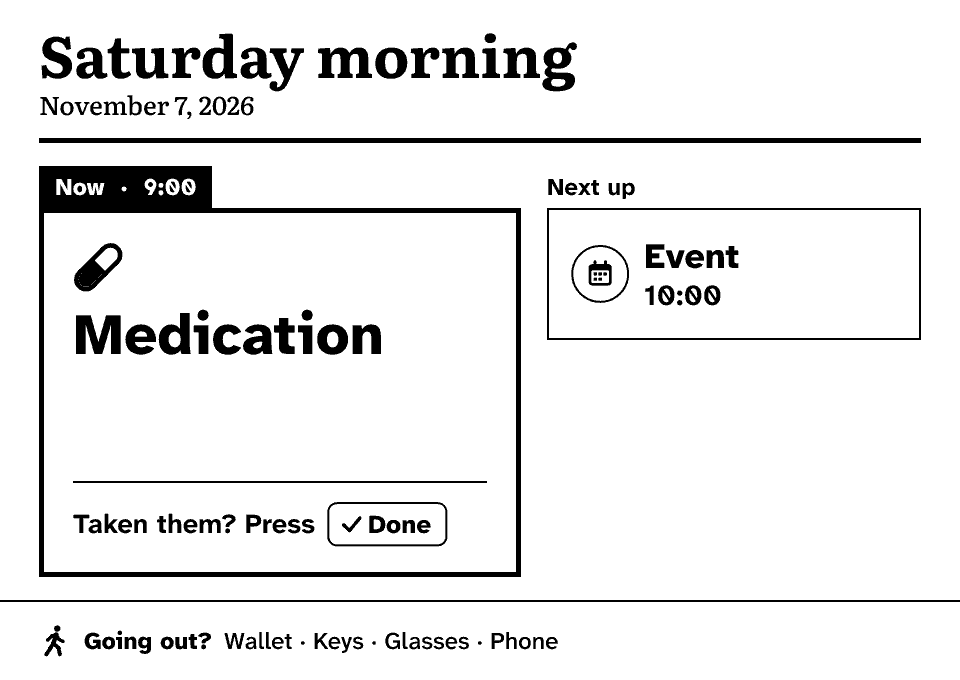 Saturday morning
November 7, 2026
Now · 9:00
Medication
Taken them? Press Done
Next up
Event
10:00
Going out? Wallet · Keys · Glasses · Phone